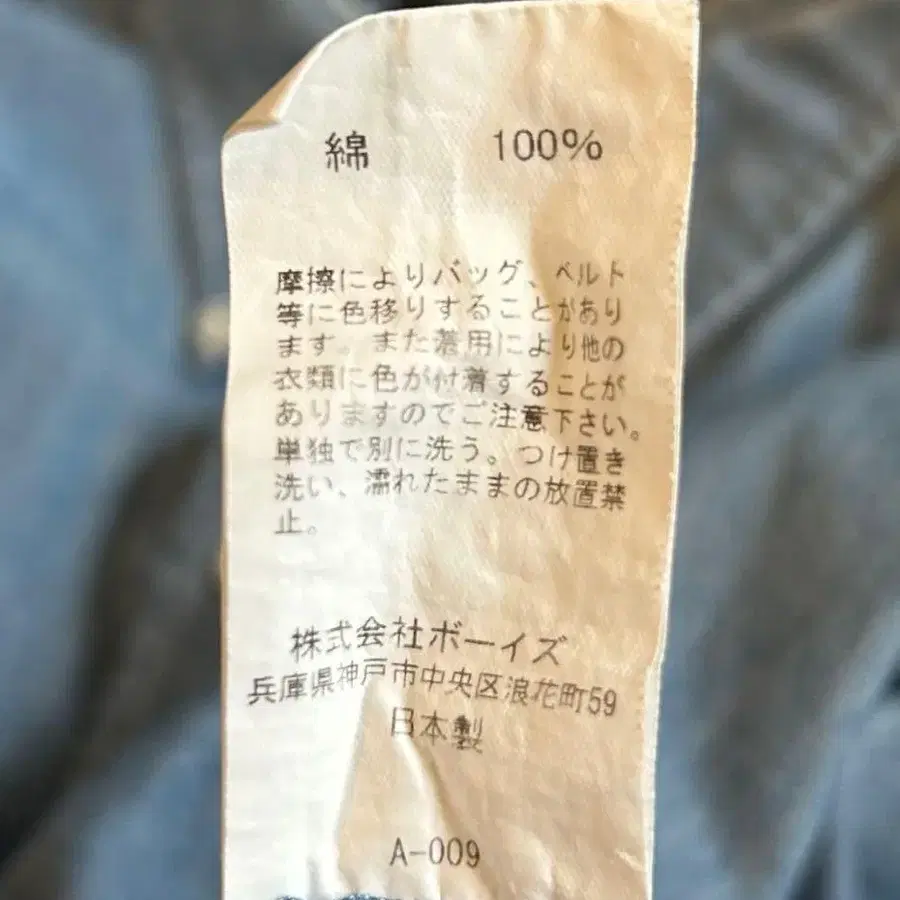 綿 100%
摩擦によりバッグ、ベルト
等に色移りすることがあり
ます。また着用により他の
衣類に色が付着することが
ありますのでご注意下さい。
単独で別に洗う。つけ置き
洗い、濡れたままの放置禁
止。
株式会社ボーイズ
兵庫県神戸市中央区浪花町59
日本製
A-009